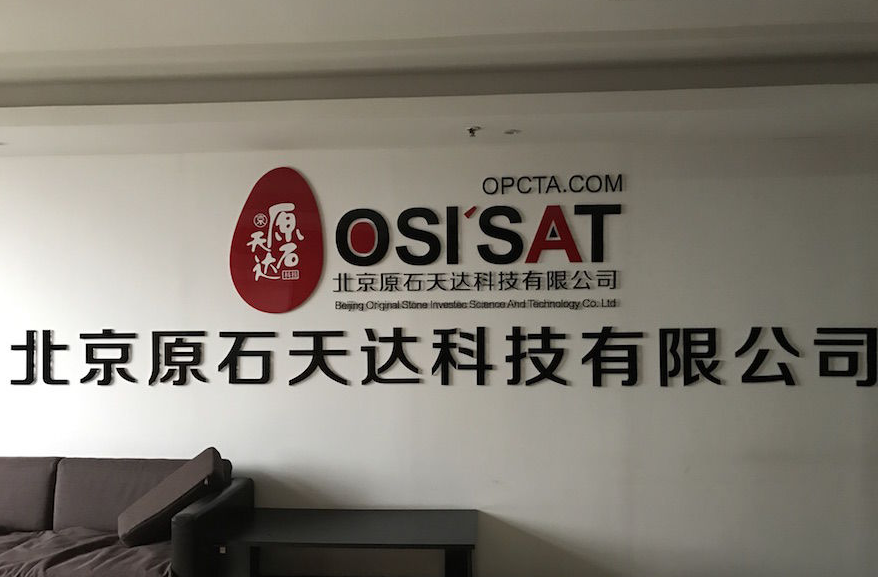 原石
天达
OPCTA.COM
OSI'SAT
北京原石天达科技有限公司
Beijing Original Stone Investec Science And Technology Co. Ltd
北京原石天达科技有限公司